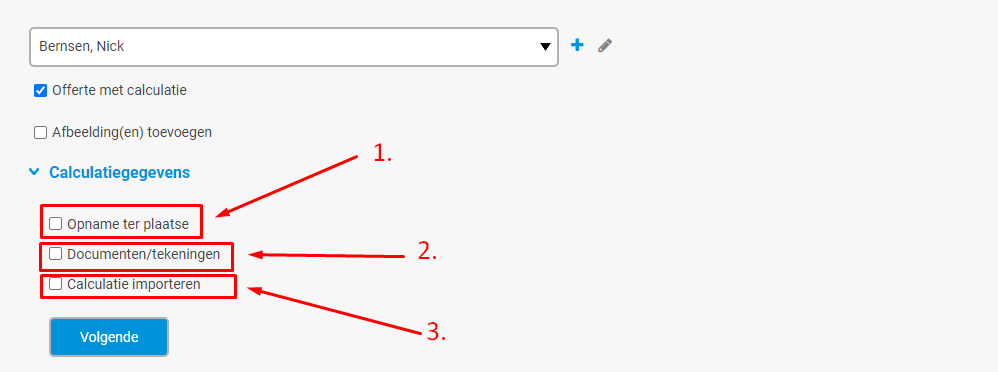 Bernsen, Nick
Offerte met calculatie
Afbeelding(en) toevoegen
1.
Calculatiegegevens
Opname ter plaatse
2.
Documenten/tekeningen
Calculatie importeren
3.
Volgende